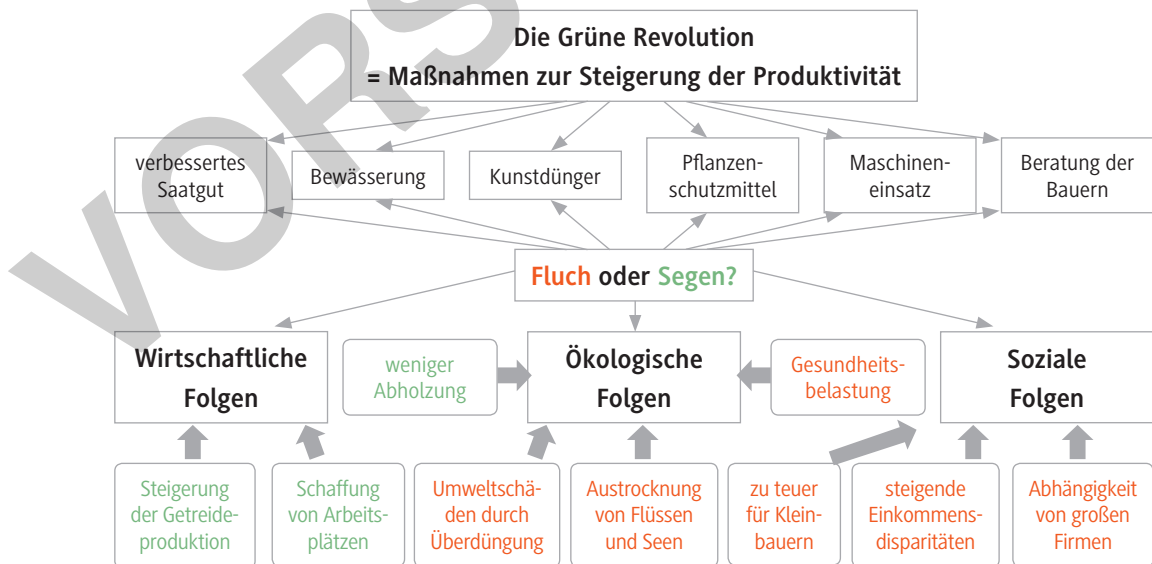 Die Grüne Revolution
= Maßnahmen zur Steigerung der Produktivität
verbessertes
Saatgut
Bewässerung
Kunstdünger
Pflanzen-
schutzmittel
Maschinen-
einsatz
Beratung der
Bauern
Fluch oder Segen?
Wirtschaftliche
Folgen
weniger
Abholzung
Ökologische
Folgen
Gesundheits-
belastung
Soziale
Folgen
Steigerung
der Getreide-
produktion
Schaffung
von Arbeits-
plätzen
Umweltschä-
den durch
Überdüngung
Austrocknung
von Flüssen
und Seen
zu teuer
für Klein-
bauern
steigende
Einkommens-
disparitäten
Abhängigkeit
von großen
Firmen
VORS